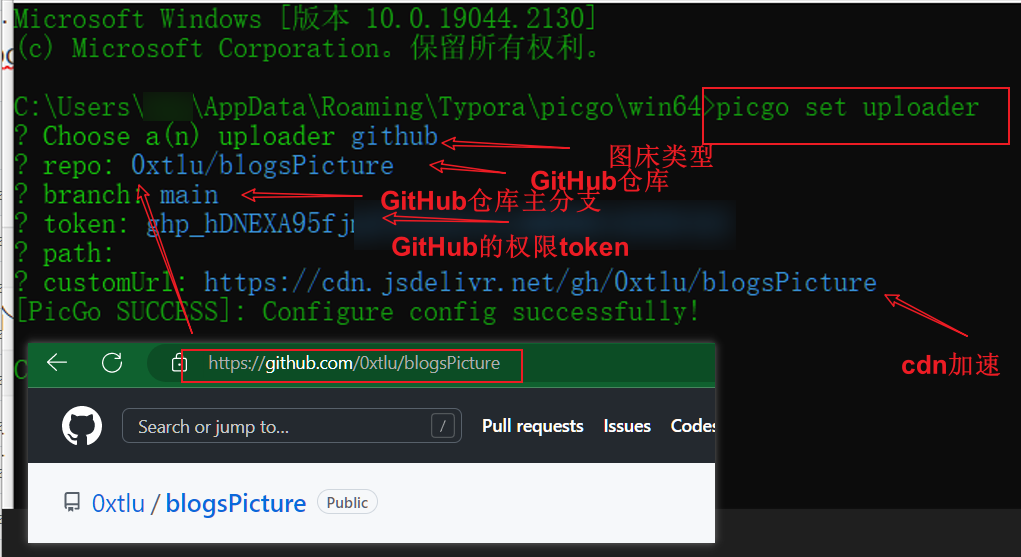 Microsoft Windows [版本 10.0.19044.2130]
(c) Microsoft Corporation。保留所有权利。
C:\Users\ \AppData\Roaming\Typora\picgo\win64>picgo set uploader
? Choose a(n) uploader github
图床类型
? repo: 0xtlu/blogsPicture
GitHub仓库
? branch: main
GitHub仓库主分支
? token: ghp_hDNEXA95fj
GitHub的权限token
? path:
? customUrl: https://cdn.jsdelivr.net/gh/0xtlu/blogsPicture
[PicGo SUCCESS]: Configure config successfully!
cdn加速
https://github.com/0xtlu/blogsPicture
Search or jump to... /
Pull requests Issues Codes
0xtlu / blogsPicture Public